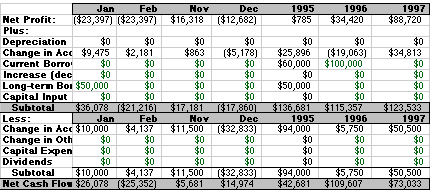 Jan Feb Nov Dec 1995 1996 1997
Net Profit: ($23,397) ($23,397) $16,318 ($12,682) $785 $34,420 $88,720
Plus:
Depreciation $0 $0 $0 $0 $0 $0 $0
Change in Acc $9,475 $2,181 $863 ($5,178) $25,896 ($19,063) $34,813
Current Borro $0 $0 $0 $0 $60,000 $100,000 $0
Increase (dec $0 $0 $0 $0 $0 $0 $0
Long-term Bor $50,000 $0 $0 $0 $50,000 $0 $0
Capital Input $0 $0 $0 $0 $0 $0 $0
Subtotal $36,078 ($21,216) $17,181 ($17,860) $136,681 $115,357 $123,533
Less: Jan Feb Nov Dec 1995 1996 1997
Change in Acc $10,000 $4,137 $11,500 ($32,833) $94,000 $5,750 $50,500
Change in Oth $0 $0 $0 $0 $0 $0 $0
Capital Expen $0 $0 $0 $0 $0 $0 $0
Dividends $0 $0 $0 $0 $0 $0 $0
Subtotal $10,000 $4,137 $11,500 ($32,833) $94,000 $5,750 $50,500
Net Cash Flow $26,078 ($25,352) $5,681 $14,974 $42,681 $109,607 $73,033